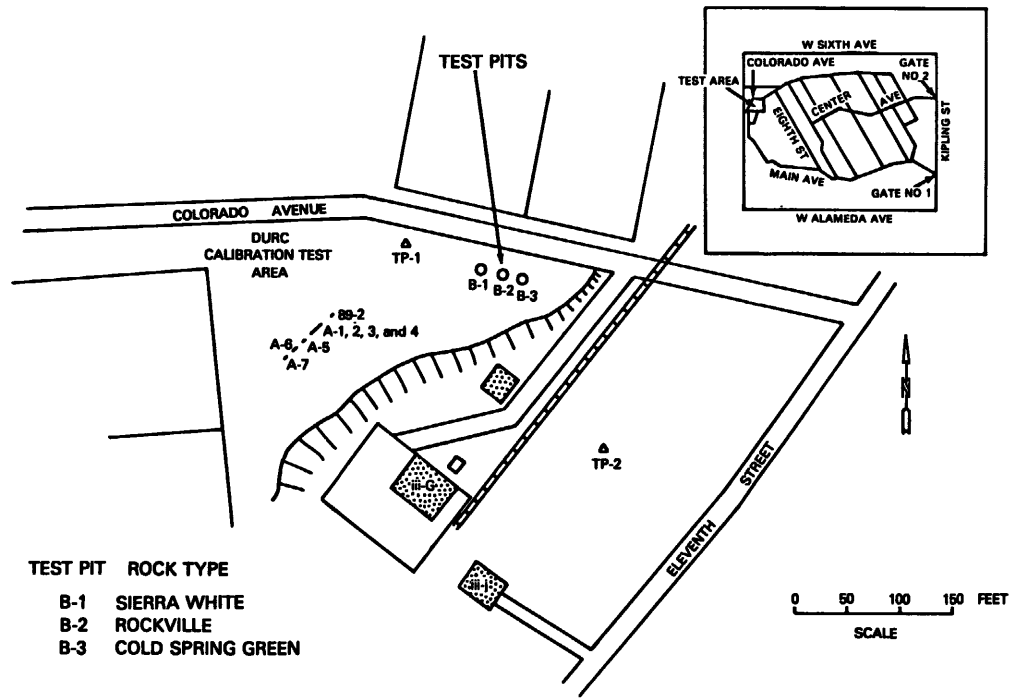 TEST PITS
W SIXTH AVE
COLORADO AVE
GATE
NO 2
TEST AREA
CENTER AVE
EIGHTH ST
KIPLING ST
MAIN AVE
GATE NO 1
W ALAMEDA AVE
COLORADO AVENUE
DURC
CALIBRATION TEST
AREA
TP-1
B-1
B-2
B-3
89-2
A-1, 2, 3, and 4
A-6
A-5
A-7
N
TP-2
iii-G
ELEVENTH STREET
TEST PIT ROCK TYPE
B-1 SIERRA WHITE
B-2 ROCKVILLE
B-3 COLD SPRING GREEN
0 50 100 150 FEET
SCALE